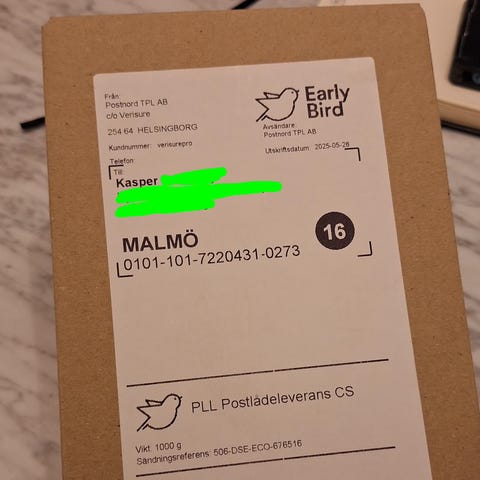 Från:
Postnord TPL AB
c/o Verisure
254 64 HELSINGBORG
Kundnummer: verisurepro
Telefon:
Early
Bird
Avsändare:
Postnord TPL AB
Utskriftsdatum: 2025-05-28
Till:
Kasper
MALMÖ
0101-101-7220431-0273
16
PLL Postlådeleverans CS
Vikt: 1000 g
Sändningsreferens: 506-DSE-ECO-676516